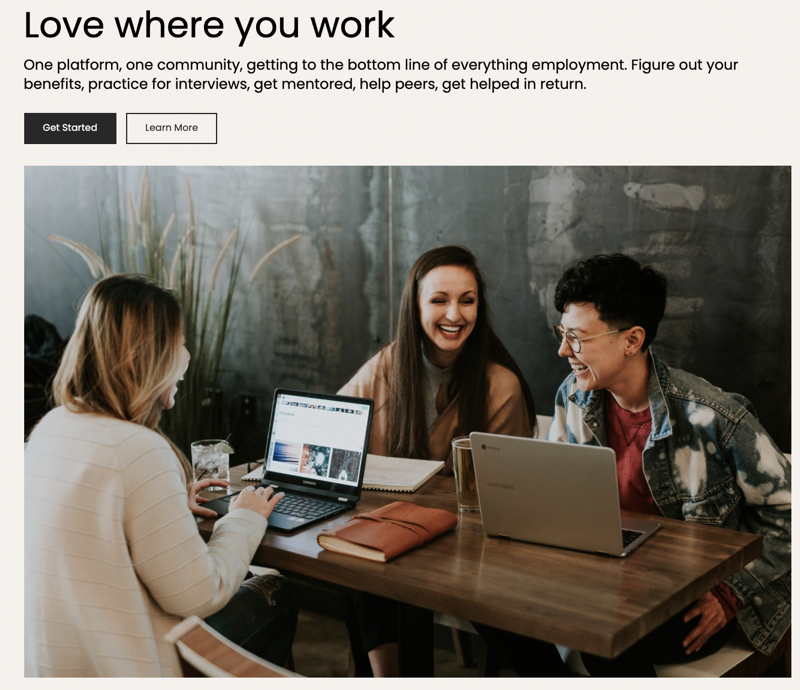 Love where you work
One platform, one community, getting to the bottom line of everything employment. Figure out your
benefits, practice for interviews, get mentored, help peers, get helped in return.
Get Started
Learn More
SAMSUNG